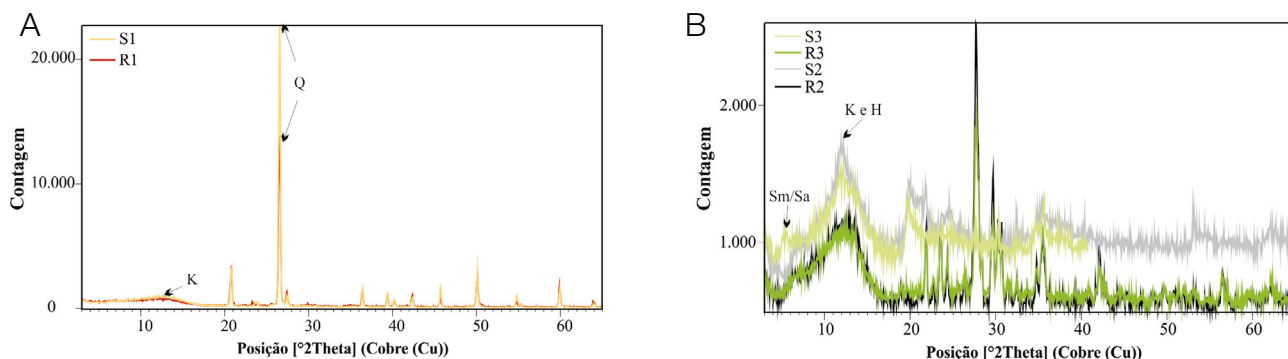 A
S1
R1
Q
K
20.000
10.000
0
Contagem
10
20
30
40
50
60
Posição [°2Theta] (Cobre (Cu))
B
S3
R3
S2
R2
K e H
Sm/Sa
2.000
1.000
Contagem
10
20
30
40
50
60
Posição [°2Theta] (Cobre (Cu))